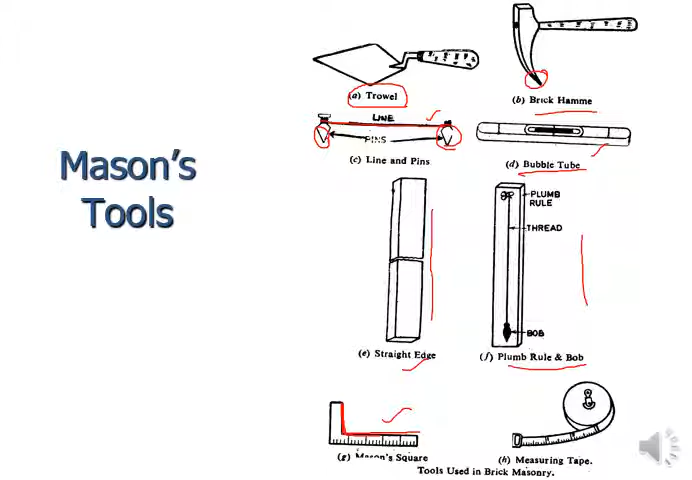 Mason's
Tools
(a) Trowel
(b) Brick Hamme
LINE
PINS
(c) Line and Pins
(d) Bubble Tube
PLUMB
RULE
THREAD
BOB
(e) Straight Edge
(f) Plumb Rule & Bob
(g) Mason's Square
(h) Measuring Tape.
Tools Used in Brick Masonry.